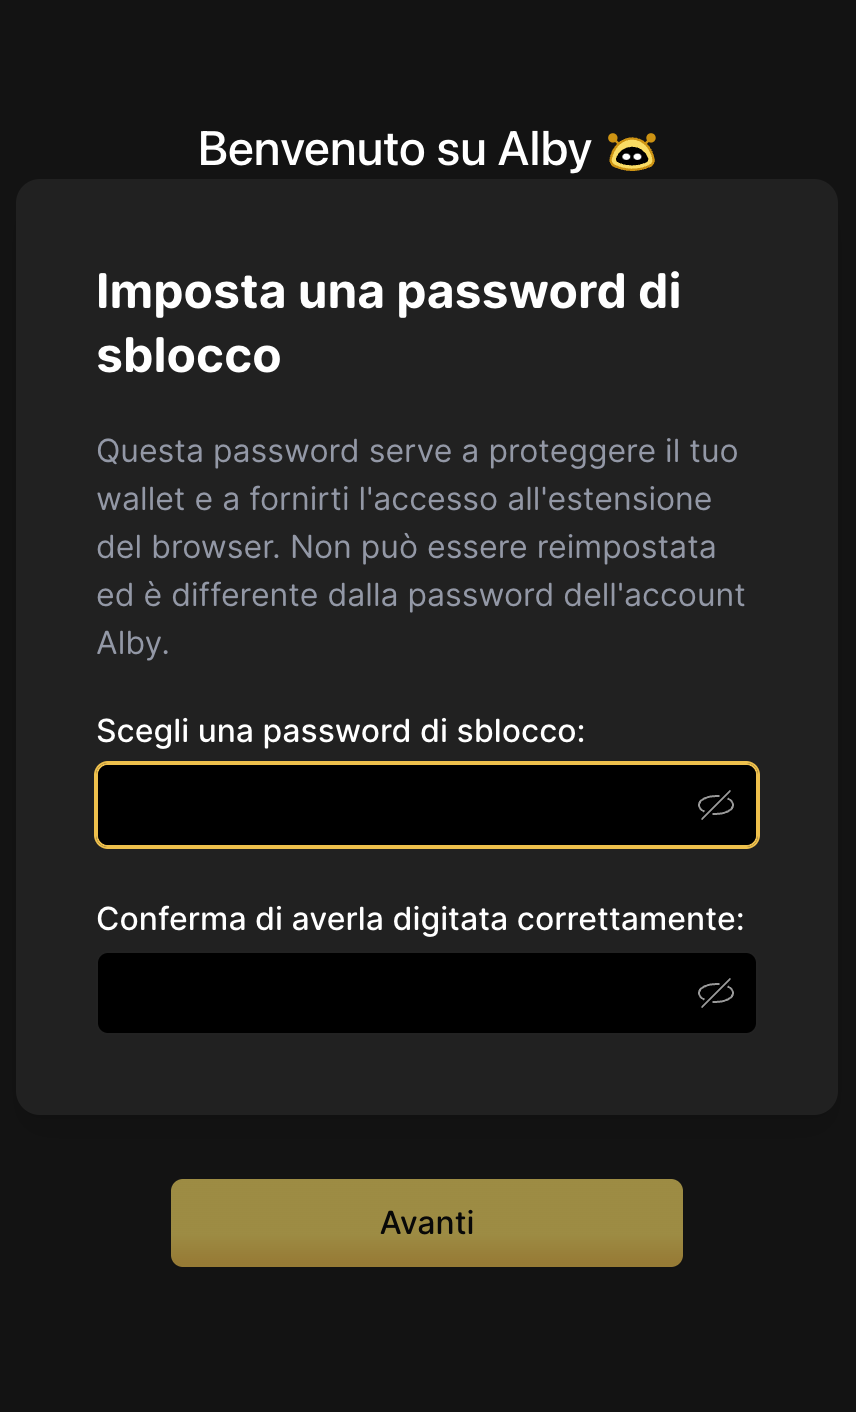 Benvenuto su Alby
Imposta una password di
sblocco
Questa password serve a proteggere il tuo
wallet e a fornirti l'accesso all'estensione
del browser. Non può essere reimpostata
ed è differente dalla password dell'account
Alby.
Scegli una password di sblocco:
Conferma di averla digitata correttamente:
Avanti